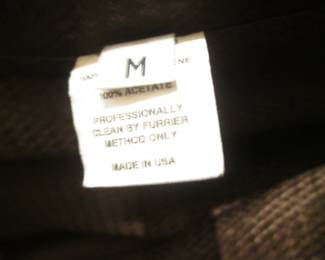 M
100% ACETATE
PROFESSIONALLY
CLEAN BY FURRIER
METHOD ONLY
MADE IN USA